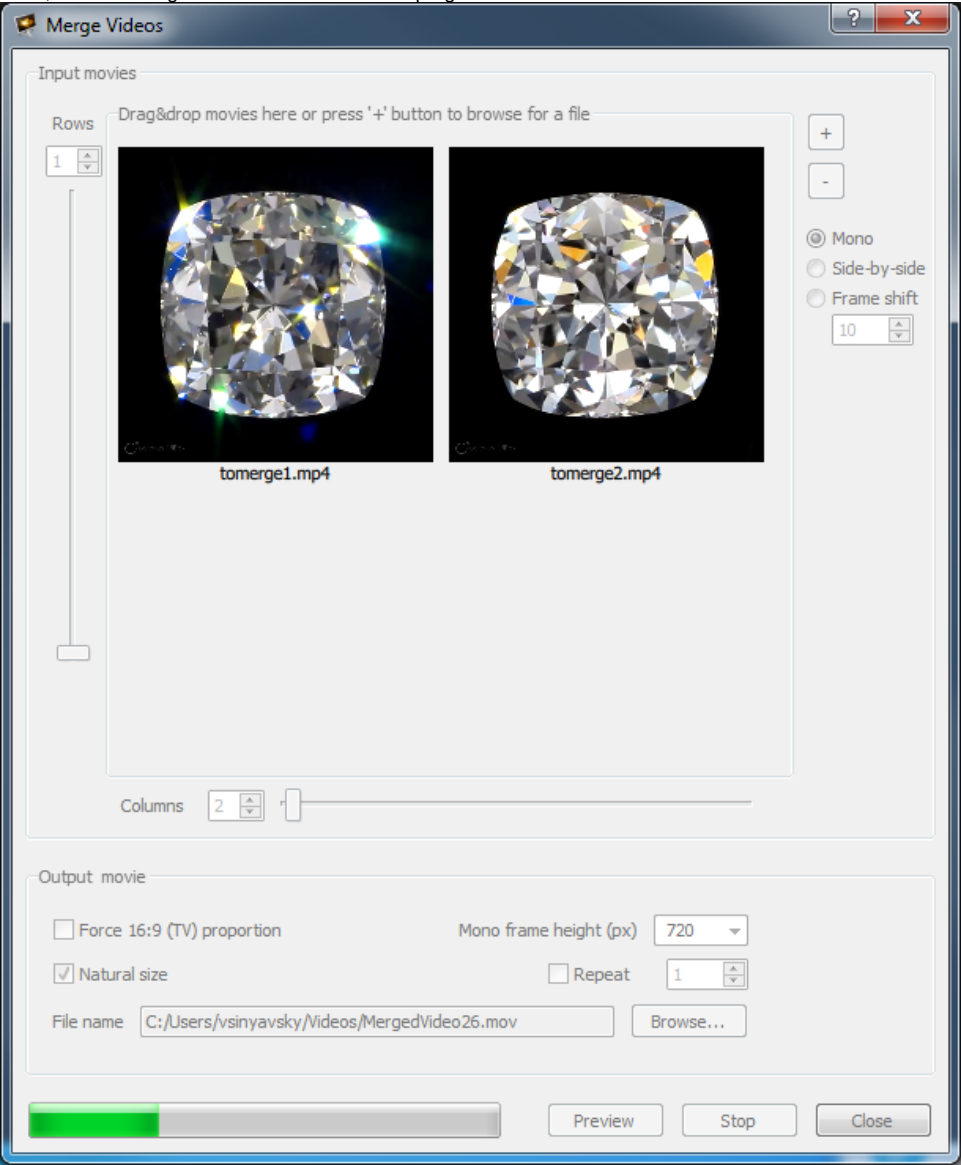 Merge Videos
?
X
Input movies
Rows
1
Drag&drop movies here or press '+' button to browse for a file
+
-
Mono
Side-by-side
Frame shift
10
tomerge1.mp4
tomerge2.mp4
Columns
2
Output movie
Force 16:9 (TV) proportion
Mono frame height (px)
720
Natural size
Repeat
1
File name
C:/Users/vsinyavsky/Videos/MergedVideo26.mov
Browse...
Preview
Stop
Close